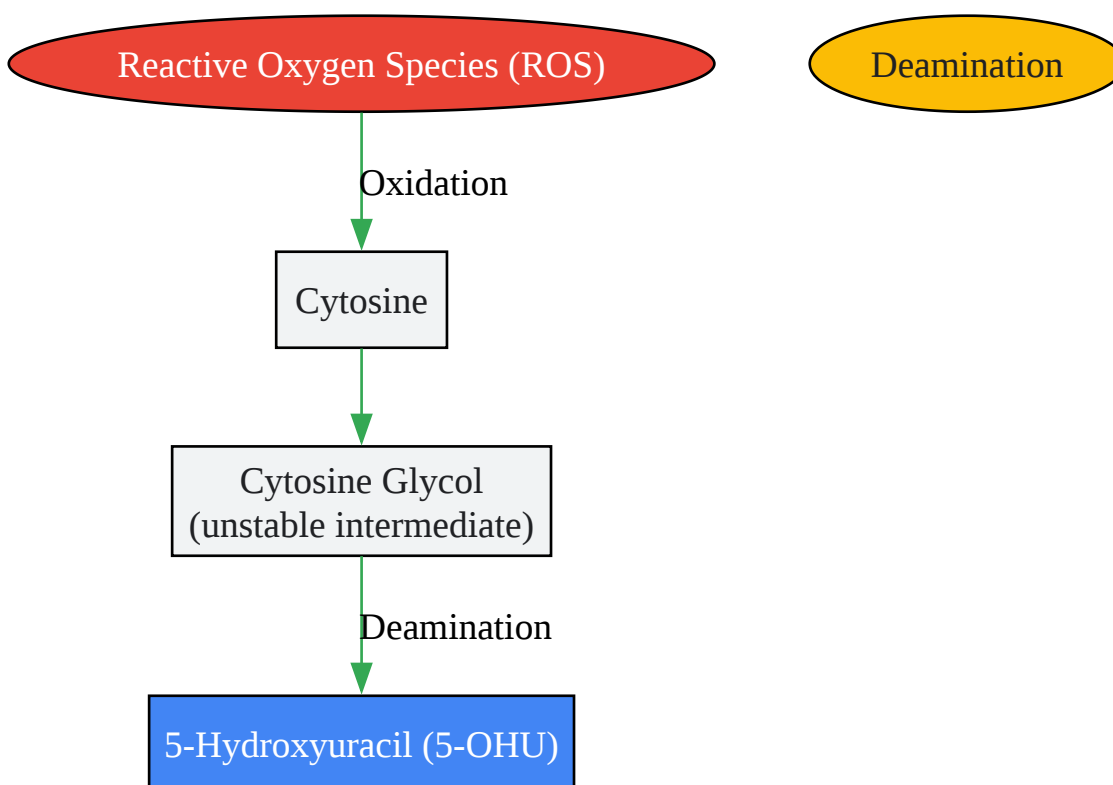 Reactive Oxygen Species (ROS)
Deamination
Oxidation
Cytosine
Cytosine Glycol
(unstable intermediate)
Deamination
5-Hydroxyuracil (5-OHU)